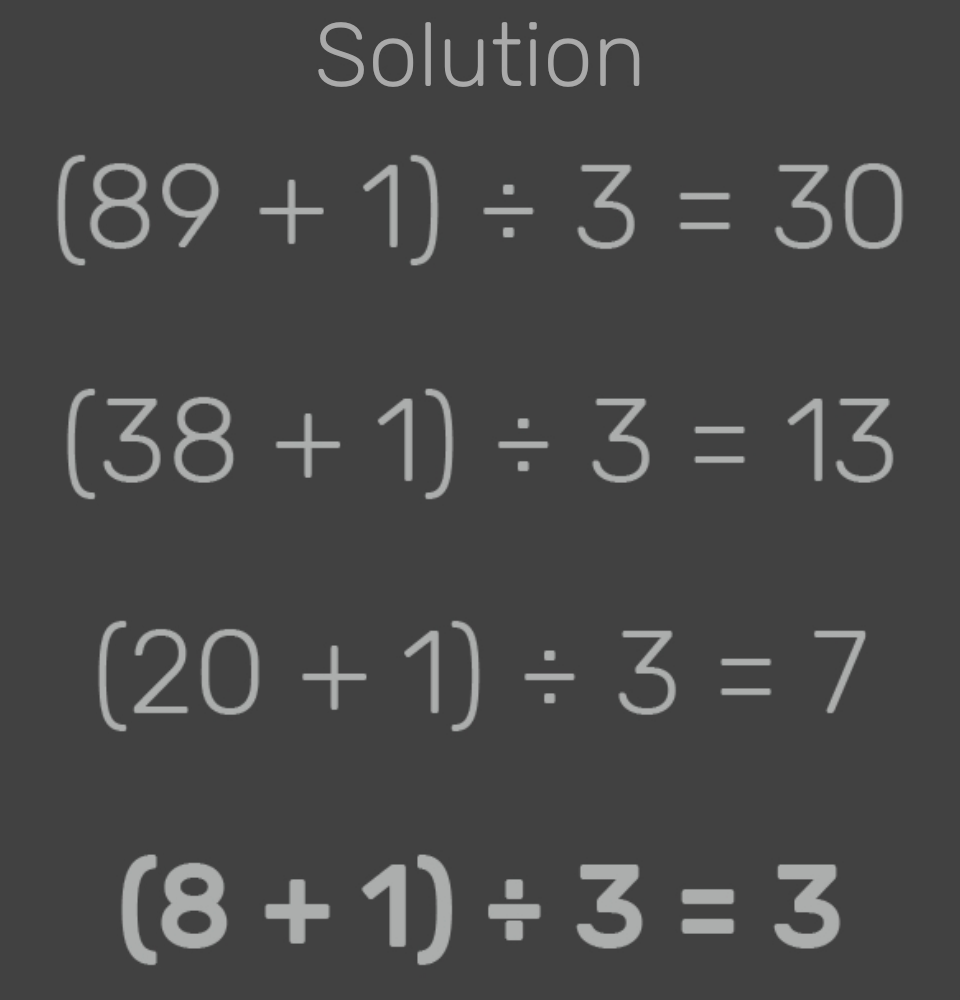 Solution
(89 + 1) ÷ 3 = 30
(38 + 1) ÷ 3 = 13
(20 + 1) ÷ 3 = 7
(8 + 1) ÷ 3 = 3